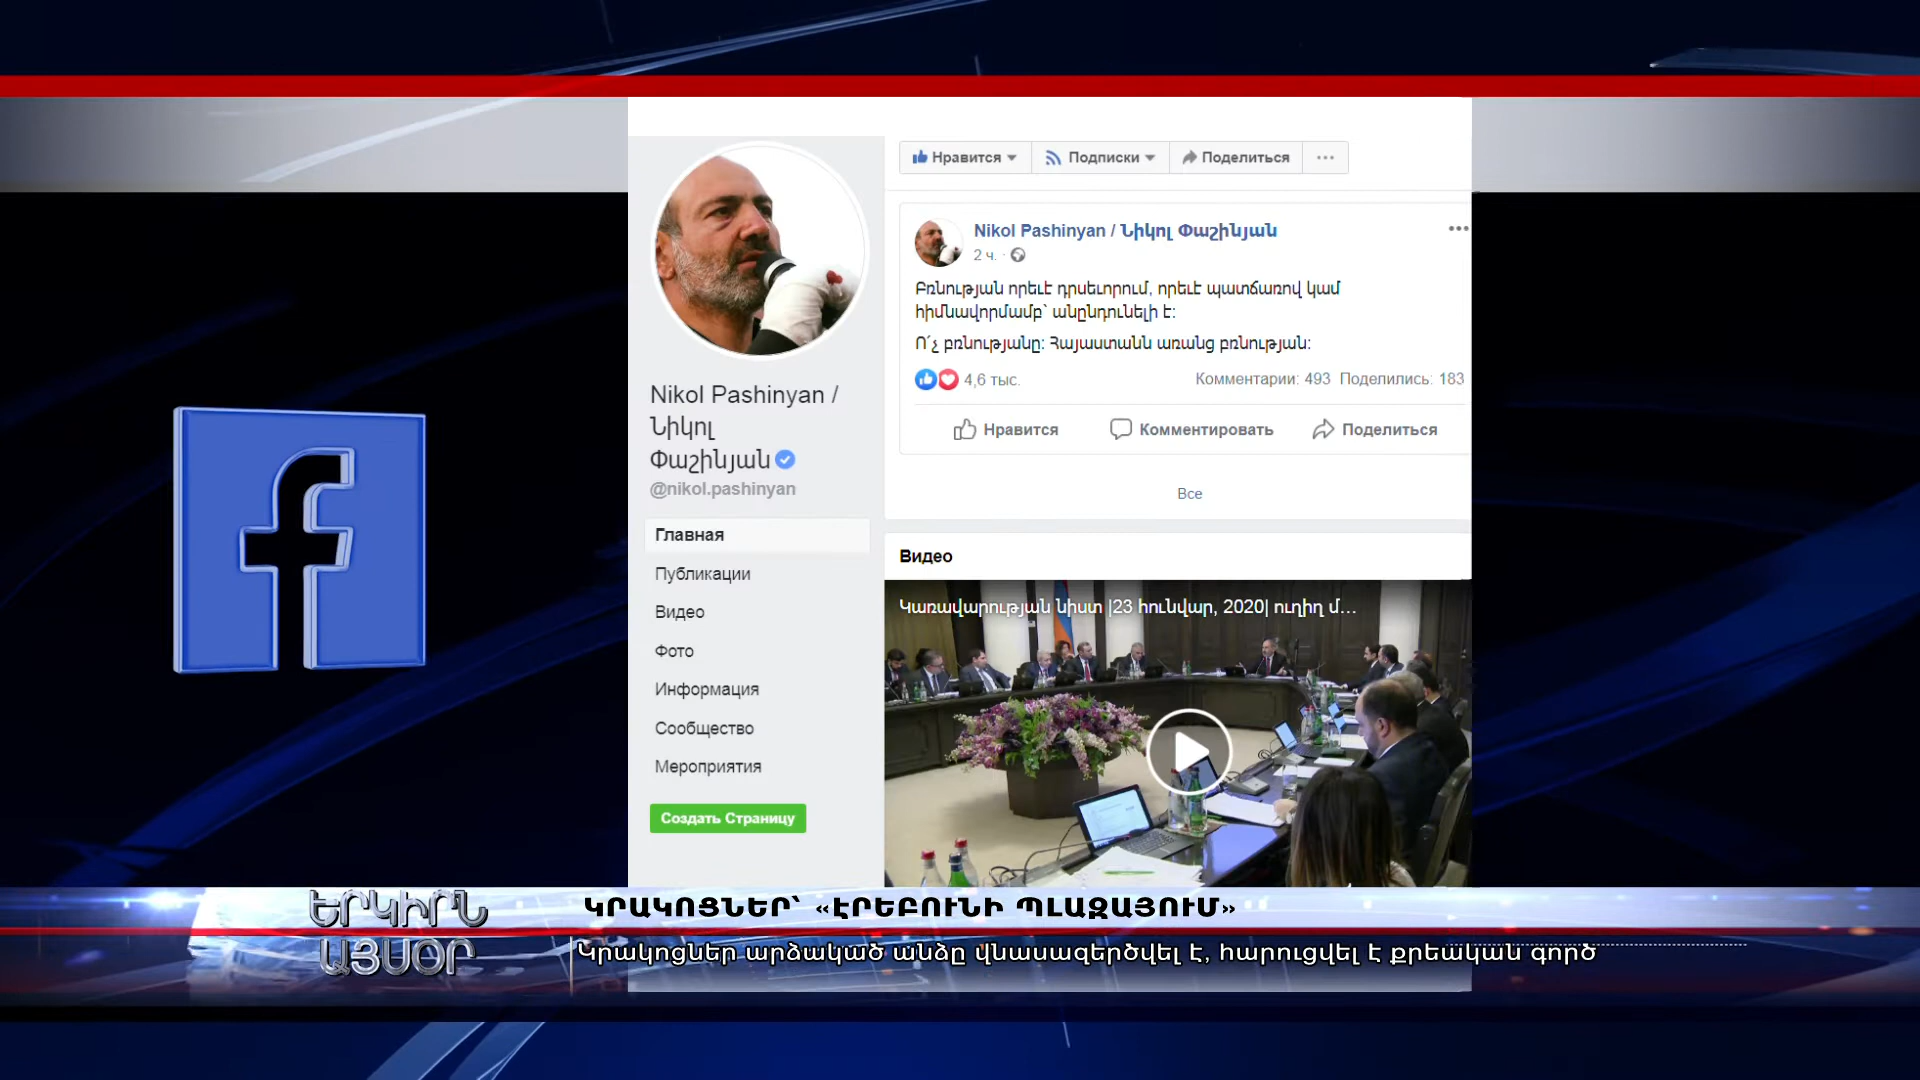 Нравится
Подписки
Поделиться
Nikol Pashinyan / Նիկոլ Փաշինյան
2 ч.
Բռնության որեւէ դրսեւորում, որեւէ պատճառով կամ
հիմնավորմամբ՝ անընդունելի է:
Ո՛չ բռնությանը: Հայաստանն առանց բռնության:
4,6 тыс.
Комментарии: 493 Поделились: 183
Нравится
Комментировать
Поделиться
Все
Nikol Pashinyan /
Նիկոլ
Փաշինյան
@nikol.pashinyan
Главная
Публикации
Видео
Фото
Информация
Сообщество
Мероприятия
Создать Страницу
Видео
Կառավարության նիստ |23 հունվար, 2020| ուղիղ մ...
ԵՐԿԻՐՆ
ԱՅՍՕՐ
ԿՐԱԿՈՑՆԵՐ՝ «ԷՐԵԲՈՒՆԻ ՊԼԱԶԱՅՈՒՄ»
Կրակոցներ արձակած անձը վնասազերծվել է, հարուցվել է քրեական գործ